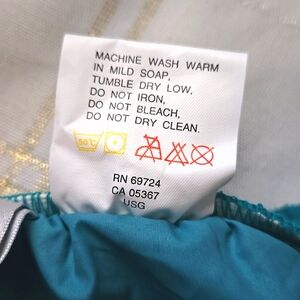 MACHINE WASH WARM
IN MILD SOAP,
TUMBLE DRY LOW,
DO NOT IRON,
DO NOT BLEACH,
DO NOT DRY CLEAN.
50°C
RN 69724
CA 05367
USG